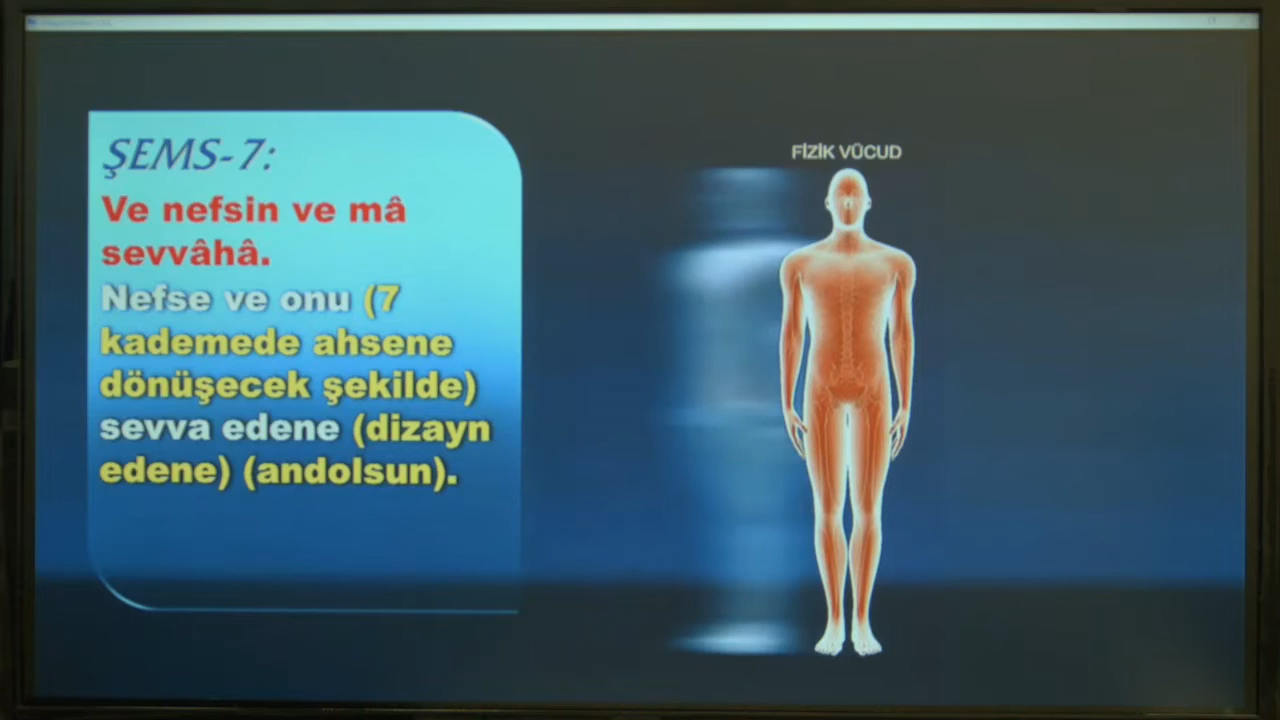 ŞEMS-7:
Ve nefsin ve mâ
sevvâhâ.
Nefse ve onu (7
kademede ahsene
dönüşecek şekilde)
sevva edene (dizayn
edene) (andolsun).
FİZİK VÜCUD